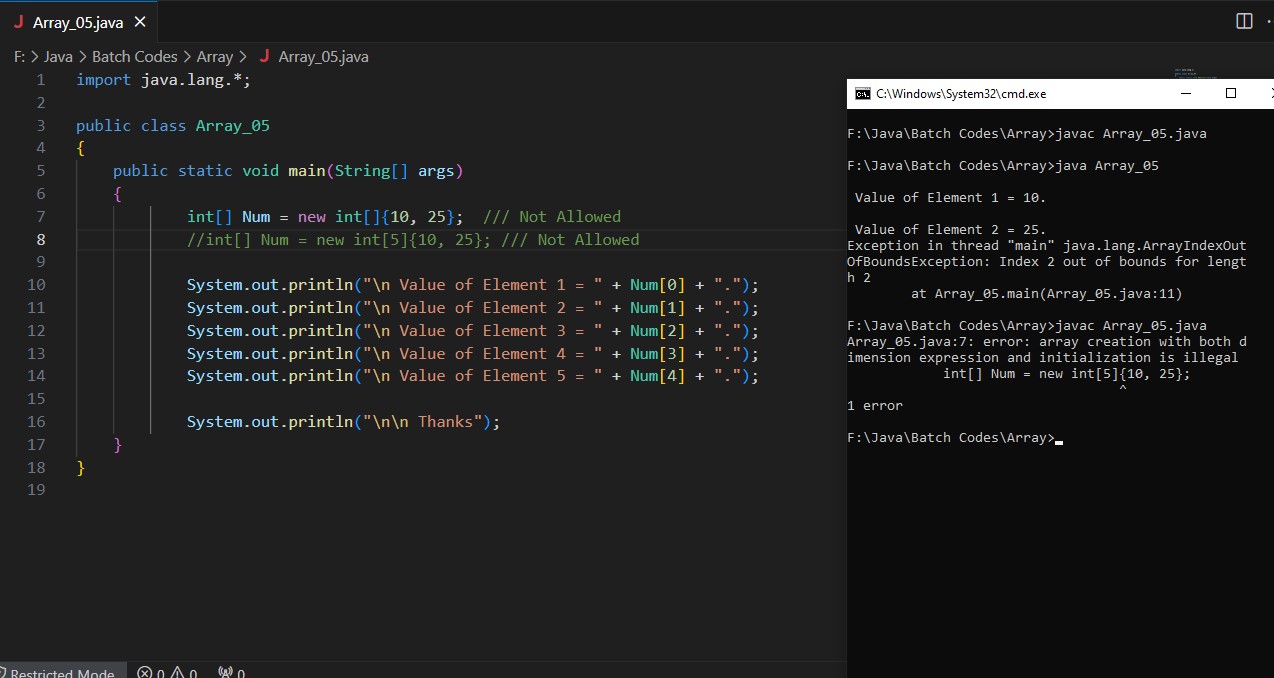 Array_05.java
F: > Java > Batch Codes > Array > Array_05.java
1 import java.lang.*;
2
3 public class Array_05
4 {
5 public static void main(String[] args)
6 {
7 int[] Num = new int[]{10, 25};  /// Not Allowed
8 //int[] Num = new int[5]{10, 25}; /// Not Allowed
9
10 System.out.println("\n Value of Element 1 = " + Num[0] + ".");
11 System.out.println("\n Value of Element 2 = " + Num[1] + ".");
12 System.out.println("\n Value of Element 3 = " + Num[2] + ".");
13 System.out.println("\n Value of Element 4 = " + Num[3] + ".");
14 System.out.println("\n Value of Element 5 = " + Num[4] + ".");
15
16 System.out.println("\n\n Thanks");
17 }
18 }
19
Restricted Mode 0 0 0
C:\Windows\System32\cmd.exe
F:\Java\Batch Codes\Array>javac Array_05.java
F:\Java\Batch Codes\Array>java Array_05
Value of Element 1 = 10.
Value of Element 2 = 25.
Exception in thread "main" java.lang.ArrayIndexOut
OfBoundsException: Index 2 out of bounds for lengt
h 2
at Array_05.main(Array_05.java:11)
F:\Java\Batch Codes\Array>javac Array_05.java
Array_05.java:7: error: array creation with both d
imension expression and initialization is illegal
int[] Num = new int[5]{10, 25};
^
1 error
F:\Java\Batch Codes\Array>